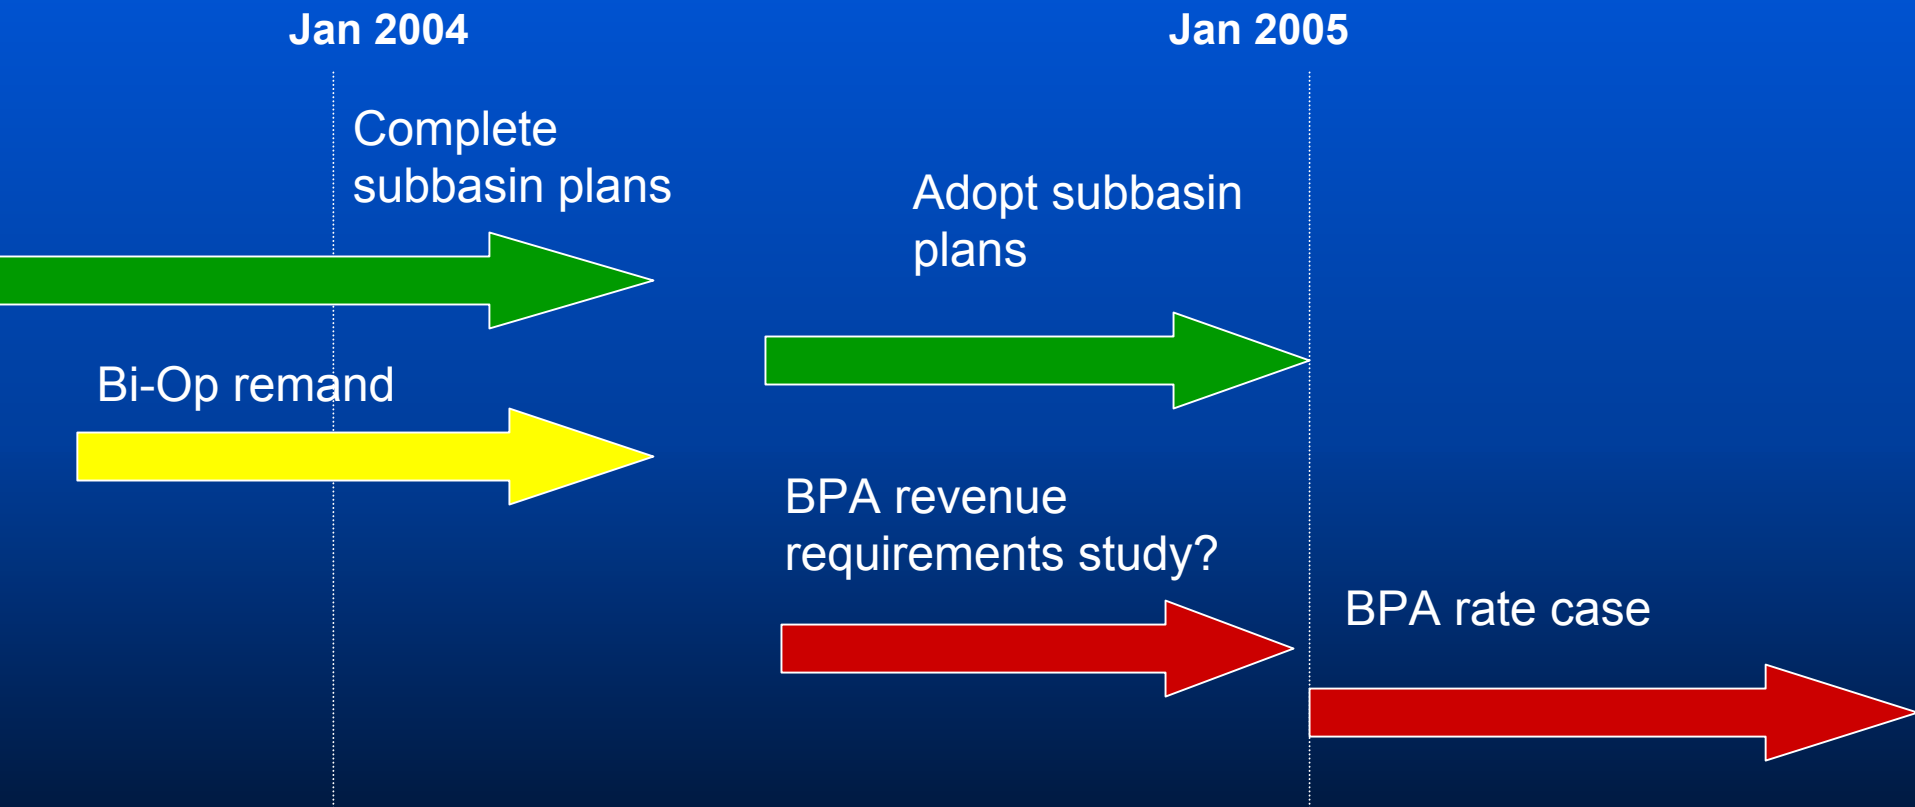 Jan 2004
Jan 2005
Complete
subbasin plans
Adopt subbasin
plans
Bi-Op remand
BPA revenue
requirements study?
BPA rate case